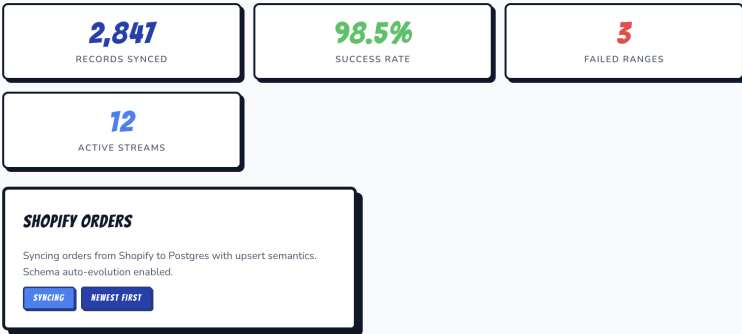 2,847
RECORDS SYNCED
98.5%
SUCCESS RATE
3
FAILED RANGES
12
ACTIVE STREAMS
SHOPIFY ORDERS
Syncing orders from Shopify to Postgres with upsert semantics.
Schema auto-evolution enabled.
SYNCING
NEWEST FIRST